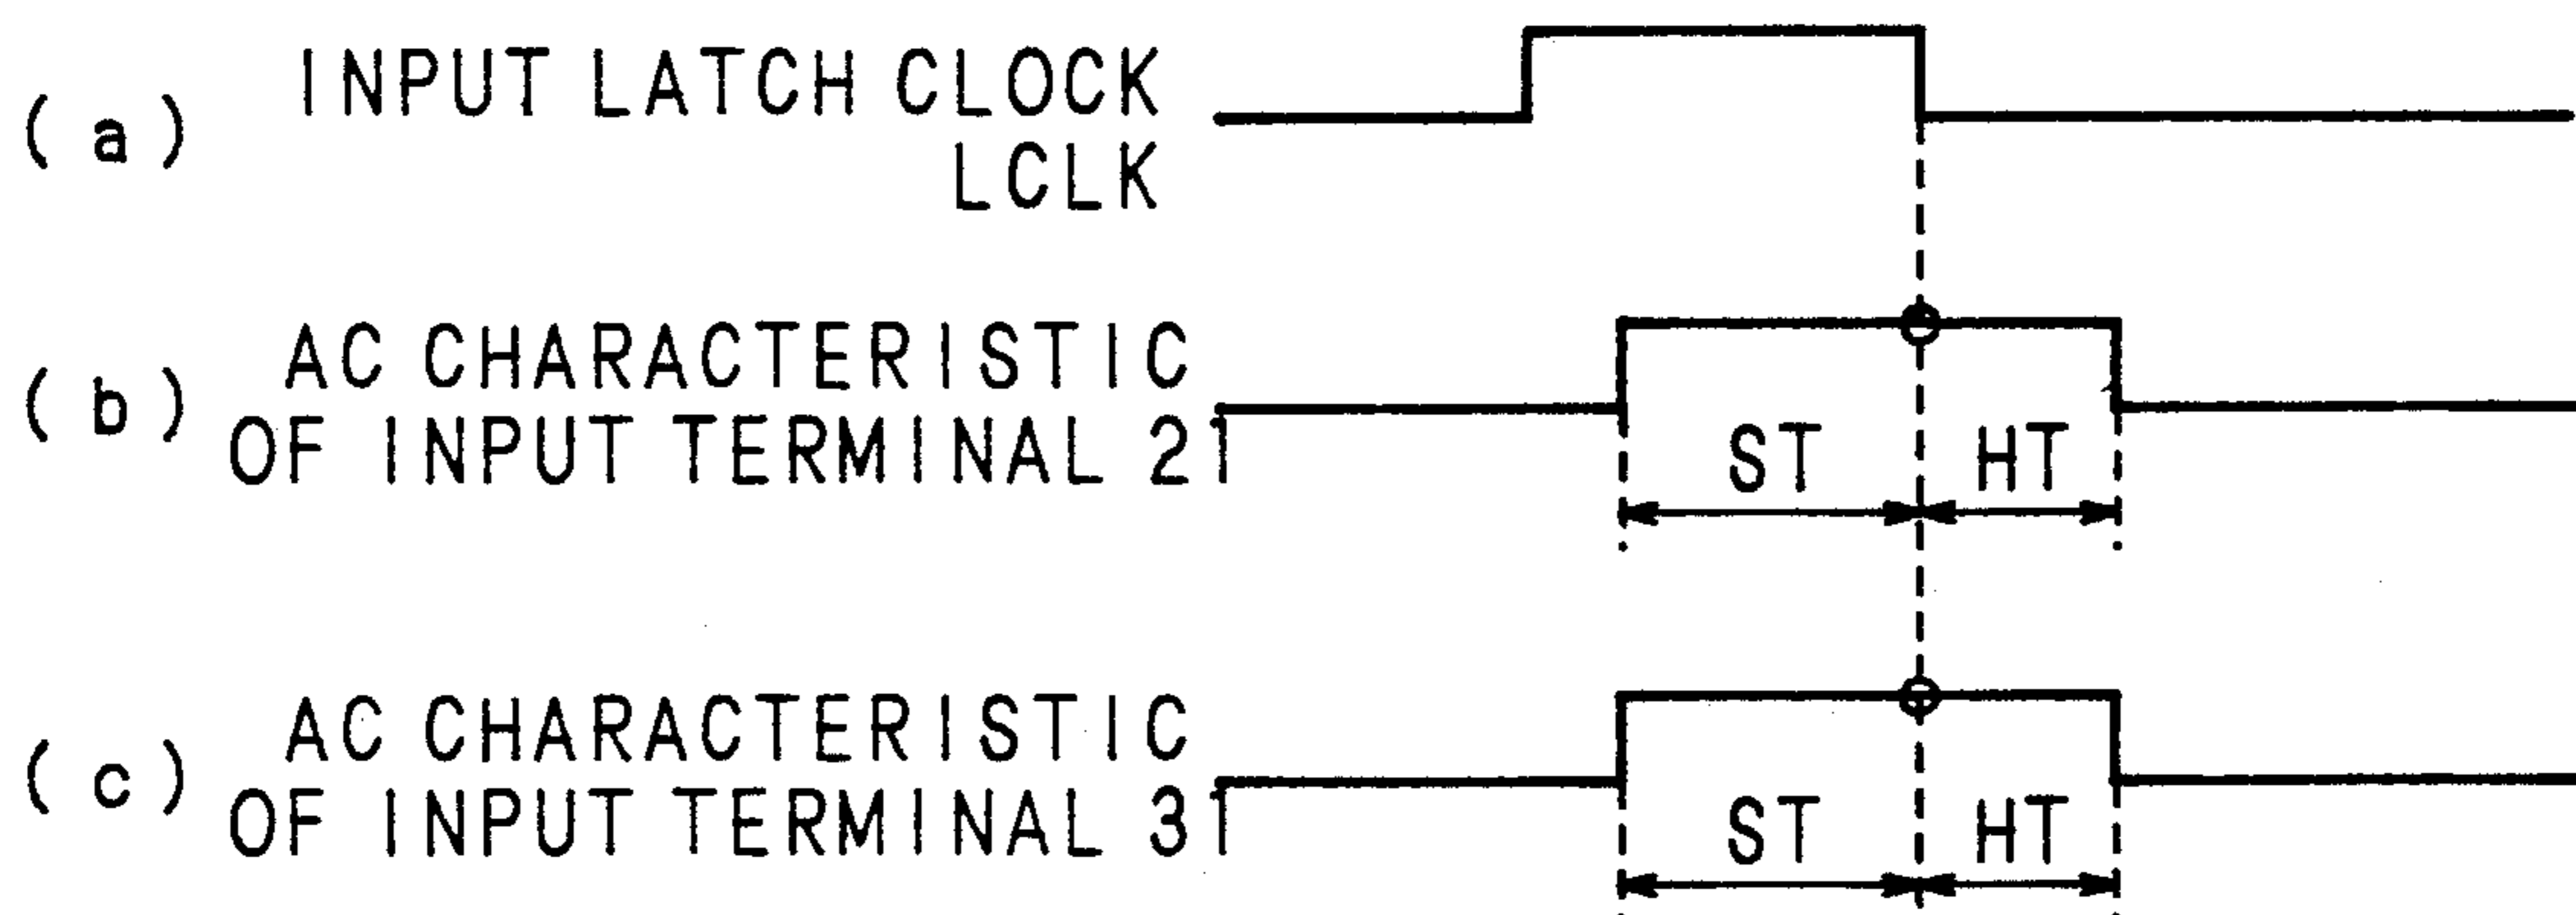 (a) INPUT LATCH CLOCK
LCLK
(b) AC CHARACTERISTIC
OF INPUT TERMINAL 21
ST HT
(c) AC CHARACTERISTIC
OF INPUT TERMINAL 31
ST HT